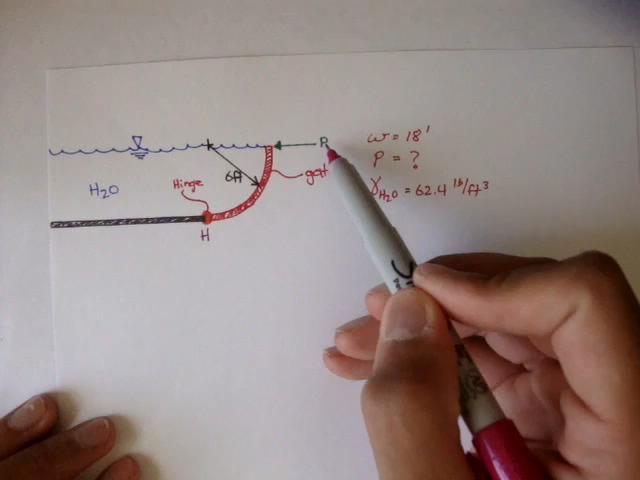 w = 18'
P
P = ?
6ft
gate
H₂O
Hinge
γH₂O = 62.4 lb/ft³
H